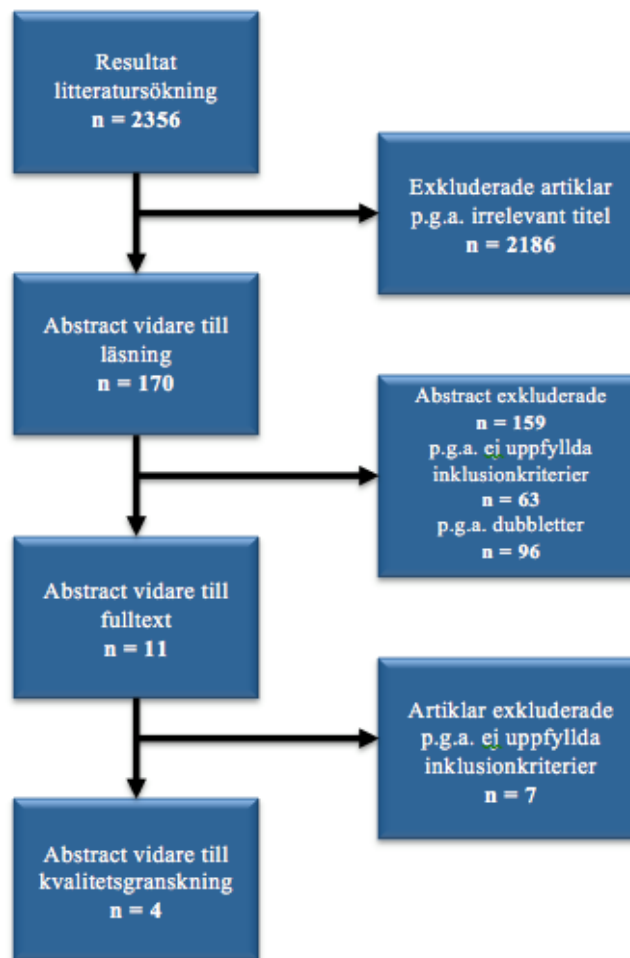 Resultat
litteratursökning
n = 2356
Exkluderade artiklar
p.g.a. irrelevant titel
n = 2186
Abstract vidare till
läsning
n = 170
Abstract exkluderade
n = 159
p.g.a. ej uppfyllda
inklusionkriterier
n = 63
p.g.a. dubbletter
n = 96
Abstract vidare till
fulltext
n = 11
Artiklar exkluderade
p.g.a. ej uppfyllda
inklusionkriterier
n = 7
Abstract vidare till
kvalitetsgranskning
n = 4